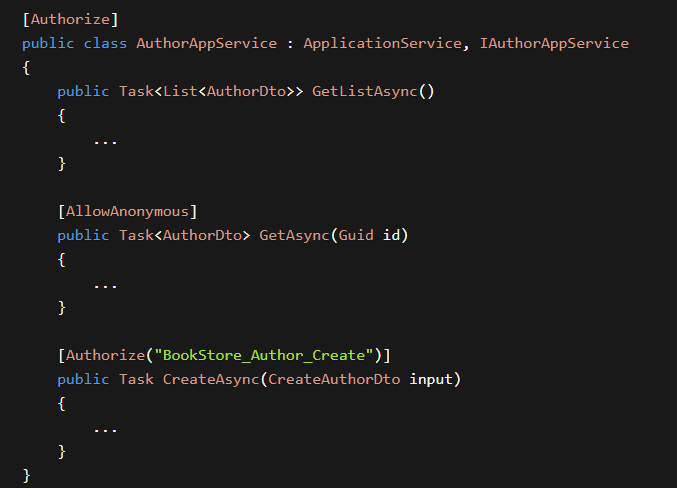 [Authorize]
public class AuthorAppService : ApplicationService, IAuthorAppService
{
    public Task<List<AuthorDto>> GetListAsync()
    {
        ...
    }

    [AllowAnonymous]
    public Task<AuthorDto> GetAsync(Guid id)
    {
        ...
    }

    [Authorize("BookStore_Author_Create")]
    public Task CreateAsync(CreateAuthorDto input)
    {
        ...
    }
}